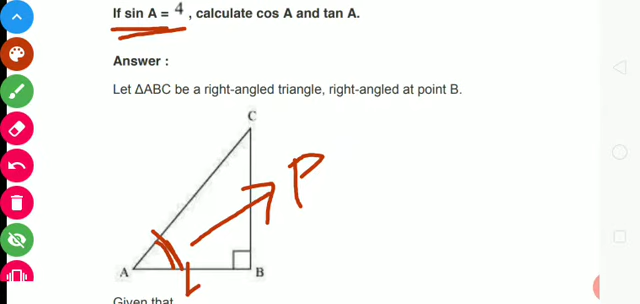 If sin A = 4, calculate cos A and tan A.
Answer :
Let ΔABC be a right-angled triangle, right-angled at point B.
C
P
A
B
Given that